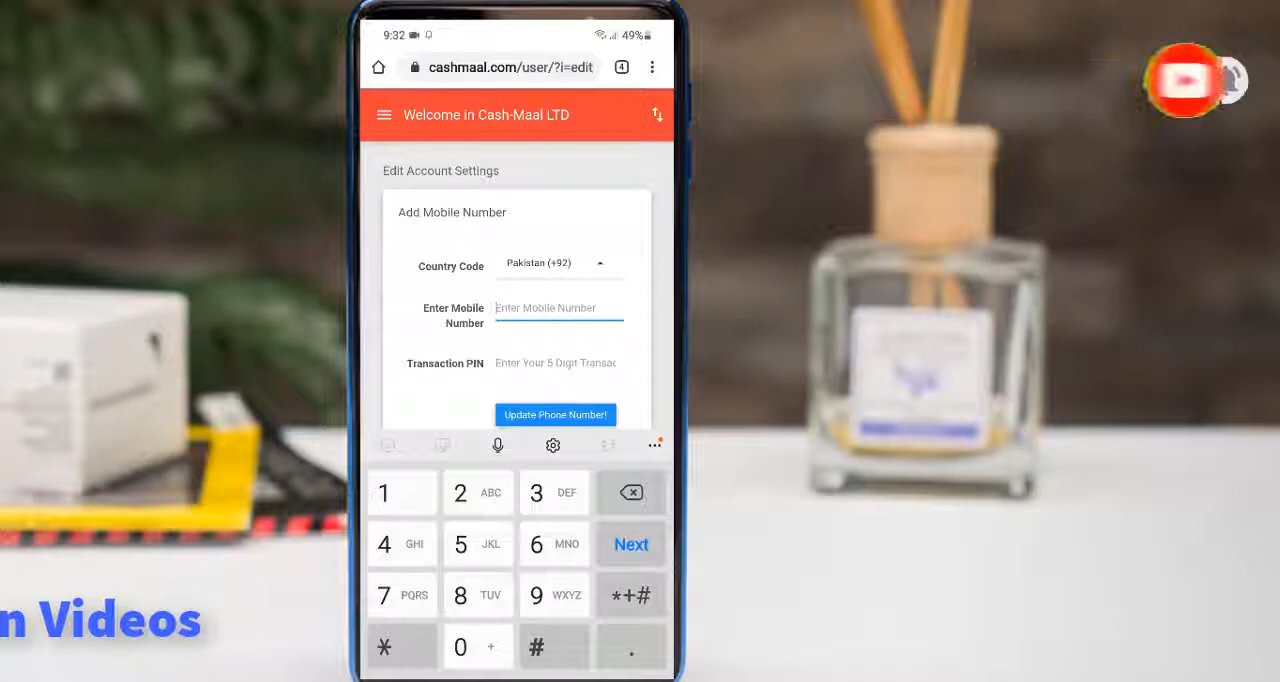 9:32
49%
cashmaal.com/user/?i=edit
4
Welcome in Cash-Maal LTD
Edit Account Settings
Add Mobile Number
Country Code
Pakistan (+92)
Enter Mobile Number
Enter Mobile Number
Transaction PIN
Enter Your 5 Digit Transac
Update Phone Number!
1
2 ABC
3 DEF
4 GHI
5 JKL
6 MNO
Next
7 PQRS
8 TUV
9 WXYZ
*+#
*
0 +
#
.
n Videos